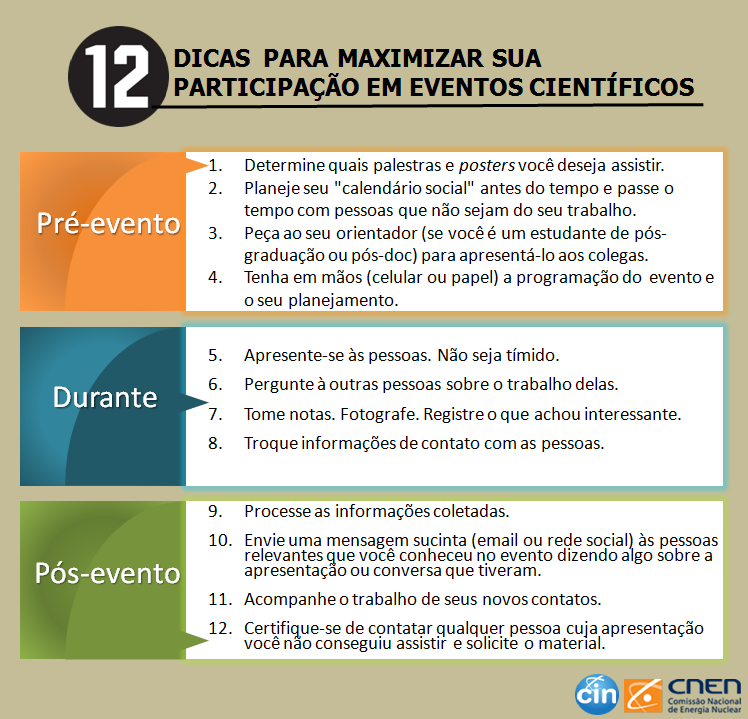 12
DICAS PARA MAXIMIZAR SUA
PARTICIPAÇÃO EM EVENTOS CIENTÍFICOS
Pré-evento
1. Determine quais palestras e posters você deseja assistir.
2. Planeje seu "calendário social" antes do tempo e passe o
tempo com pessoas que não sejam do seu trabalho.
3. Peça ao seu orientador (se você é um estudante de pós-
graduação ou pós-doc) para apresentá-lo aos colegas.
4. Tenha em mãos (celular ou papel) a programação do evento e
o seu planejamento.
Durante
5. Apresente-se às pessoas. Não seja tímido.
6. Pergunte à outras pessoas sobre o trabalho delas.
7. Tome notas. Fotografe. Registre o que achou interessante.
8. Troque informações de contato com as pessoas.
Pós-evento
9. Processe as informações coletadas.
10. Envie uma mensagem sucinta (email ou rede social) às pessoas
relevantes que você conheceu no evento dizendo algo sobre a
apresentação ou conversa que tiveram.
11. Acompanhe o trabalho de seus novos contatos.
12. Certifique-se de contatar qualquer pessoa cuja apresentação
você não conseguiu assistir e solicite o material.
cin
CNEN
Comissão Nacional
de Energia Nuclear